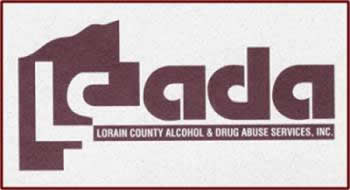 LCada
LORAIN COUNTY ALCOHOL & DRUG ABUSE SERVICES, INC.